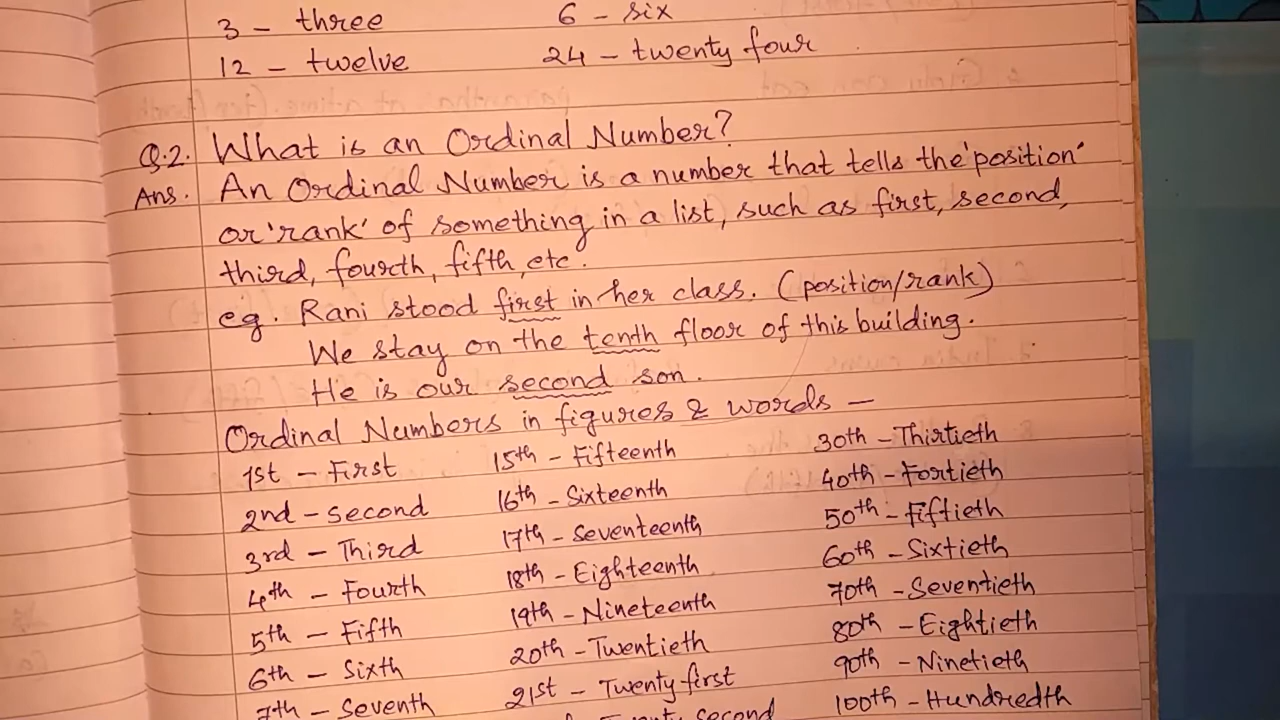 3 – three 6 – six
12 – twelve 24 – twenty four
Q.2. What is an Ordinal Number?
Ans. An Ordinal Number is a number that tells the 'position'
or 'rank' of something in a list, such as first, second,
third, fourth, fifth, etc.
eg. Rani stood first in her class. (position/rank)
We stay on the tenth floor of this building.
He is our second son.
Ordinal Numbers in figures & words –
1st – First 15th – Fifteenth 30th – Thirtieth
2nd – Second 16th – Sixteenth 40th – Fortieth
3rd – Third 17th – Seventeenth 50th – Fiftieth
4th – Fourth 18th – Eighteenth 60th – Sixtieth
5th – Fifth 19th – Nineteenth 70th – Seventieth
6th – Sixth 20th – Twentieth 80th – Eightieth
7th – Seventh 21st – Twenty first 90th – Ninetieth
Twenty second 100th – Hundredth